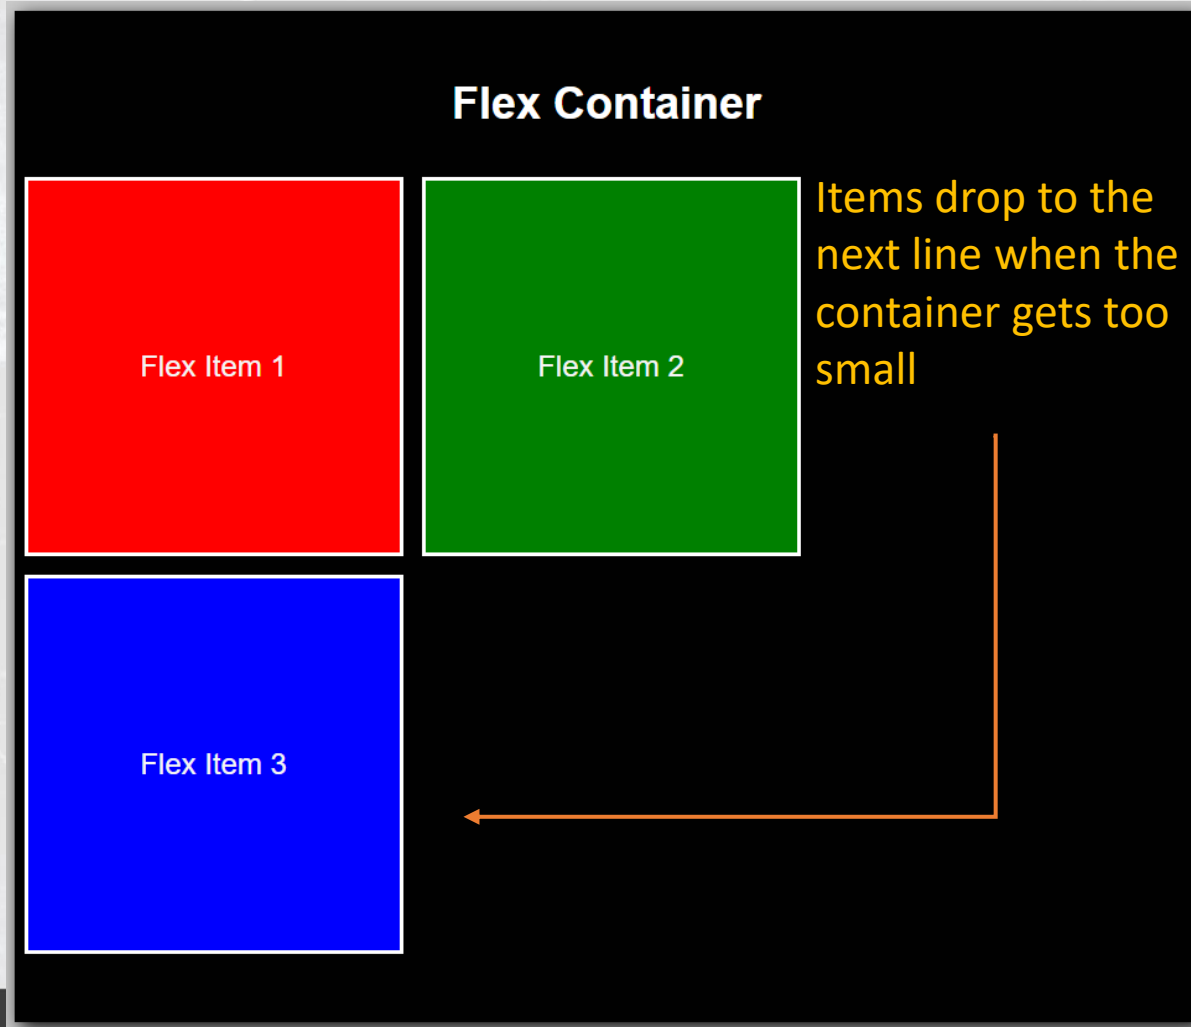 Flex Container
Items drop to the
next line when the
container gets too
small
Flex Item 1
Flex Item 2
Flex Item 3